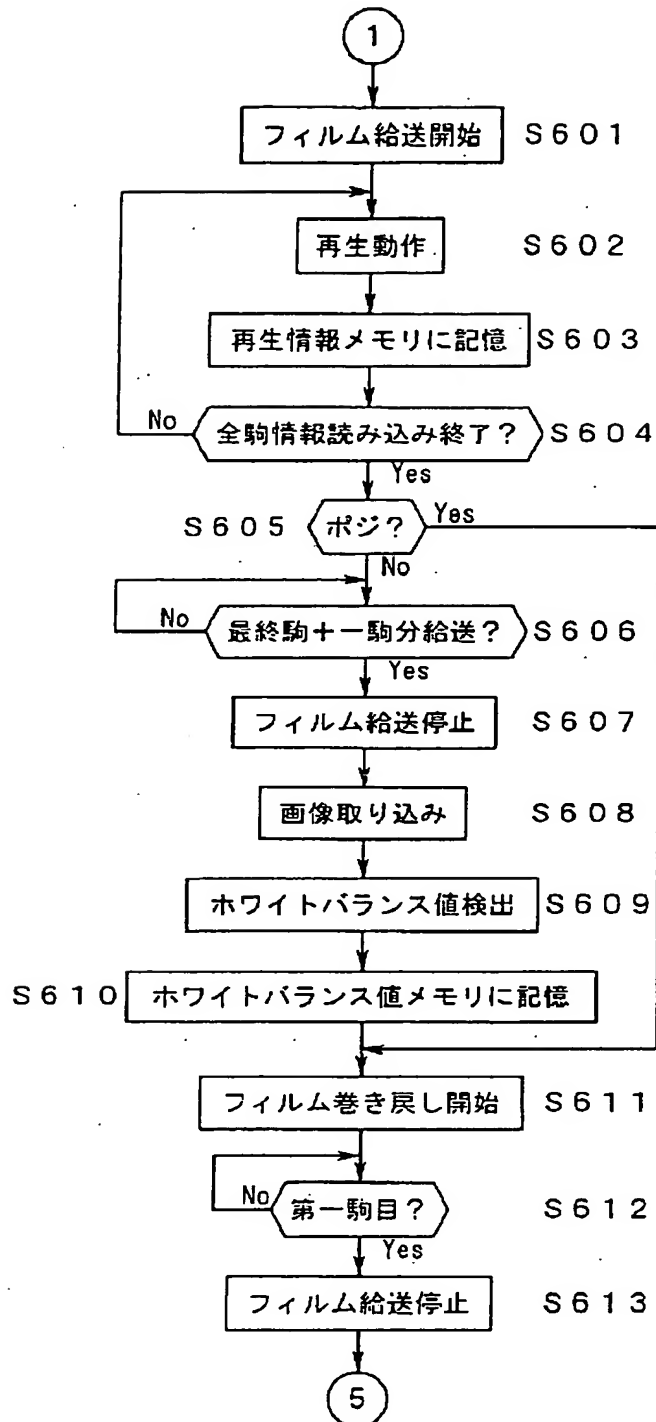 1
フィルム給送開始 S601
再生動作 S602
再生情報メモリに記憶 S603
No 全駒情報読み込み終了? S604
Yes
S605 ポジ? Yes
No
No 最終駒+一駒分給送? S606
Yes
フィルム給送停止 S607
画像取り込み S608
ホワイトバランス値検出 S609
S610 ホワイトバランス値メモリに記憶
フィルム巻き戻し開始 S611
No 第一駒目? S612
Yes
フィルム給送停止 S613
5